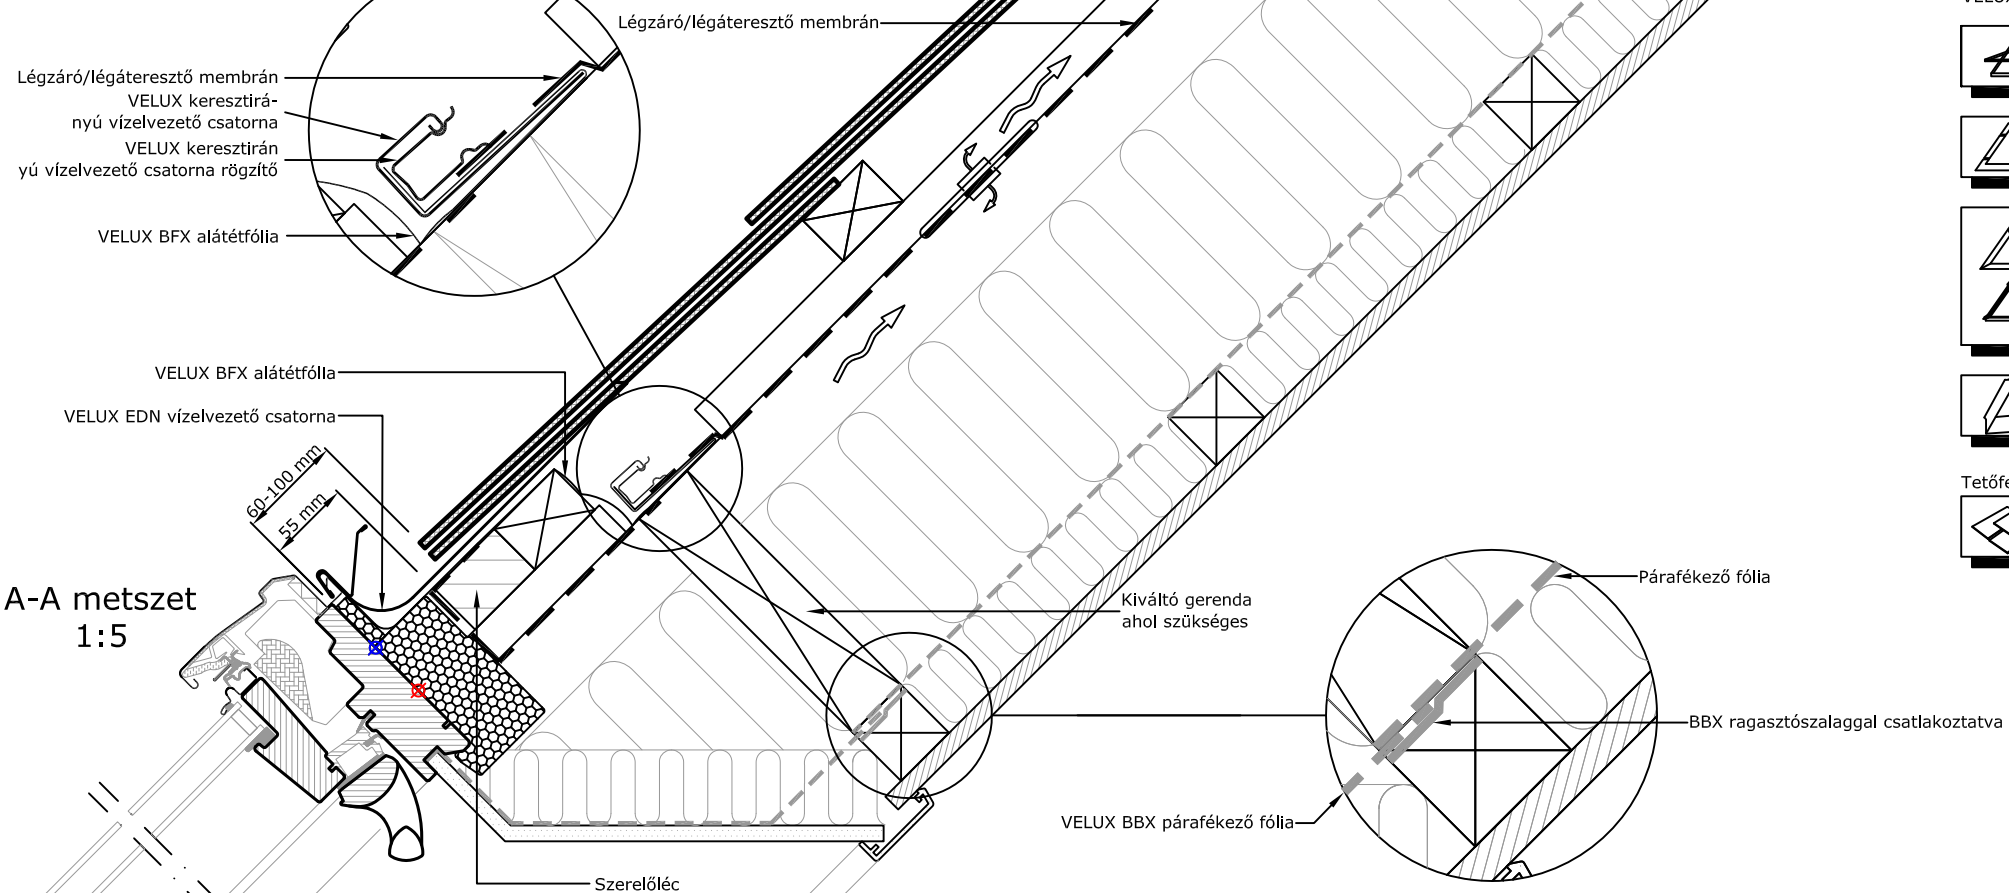 Légzáró/légáteresztő membrán
Légzáró/légáteresztő membrán
VELUX keresztirá-
nyú vízelvezető csatorna
VELUX keresztirán
yú vízelvezető csatorna rögzítő
VELUX BFX alátétfólia
VELUX BFX alátétfólia
VELUX EDN vízelvezető csatorna
60-100 mm
55 mm
A-A metszet
1:5
Kiváltó gerenda
ahol szükséges
Párafékező fólia
BBX ragasztószalaggal csatlakoztatva
VELUX BBX párafékező fólia
Szerelőléc